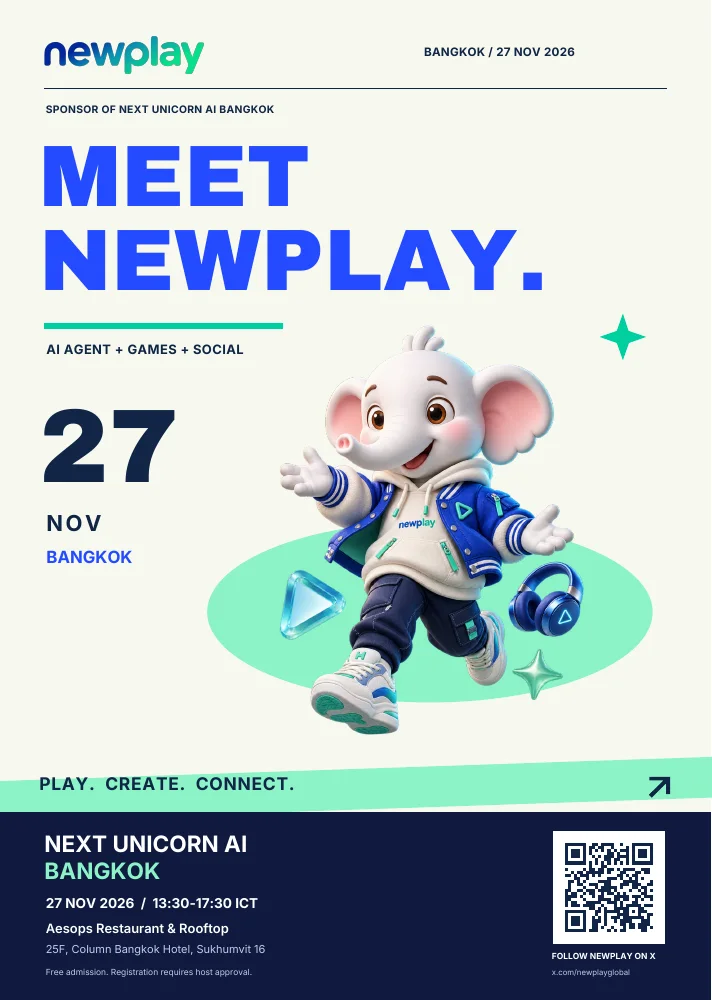 newplay
BANGKOK / 27 NOV 2026
SPONSOR OF NEXT UNICORN AI BANGKOK
MEET
NEWPLAY.
AI AGENT + GAMES + SOCIAL
27
NOV
BANGKOK
newplay
PLAY. CREATE. CONNECT.
NEXT UNICORN AI
BANGKOK
27 NOV 2026 / 13:30-17:30 ICT
Aesops Restaurant & Rooftop
25F, Column Bangkok Hotel, Sukhumvit 16
Free admission. Registration requires host approval.
FOLLOW NEWPLAY ON X
x.com/newplayglobal